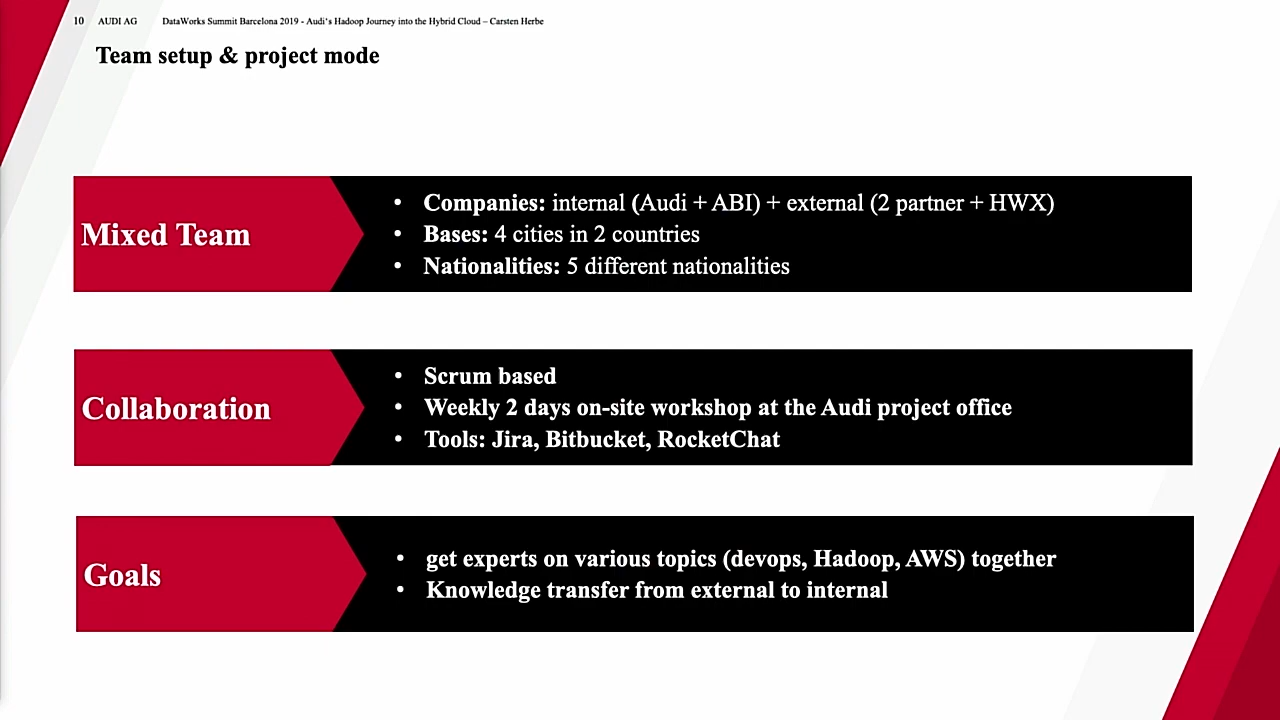 10 AUDI AG DataWorks Summit Barcelona 2019 - Audi's Hadoop Journey into the Hybrid Cloud – Carsten Herbe
Team setup & project mode
Mixed Team
• Companies: internal (Audi + ABI) + external (2 partner + HWX)
• Bases: 4 cities in 2 countries
• Nationalities: 5 different nationalities
Collaboration
• Scrum based
• Weekly 2 days on-site workshop at the Audi project office
• Tools: Jira, Bitbucket, RocketChat
Goals
• get experts on various topics (devops, Hadoop, AWS) together
• Knowledge transfer from external to internal